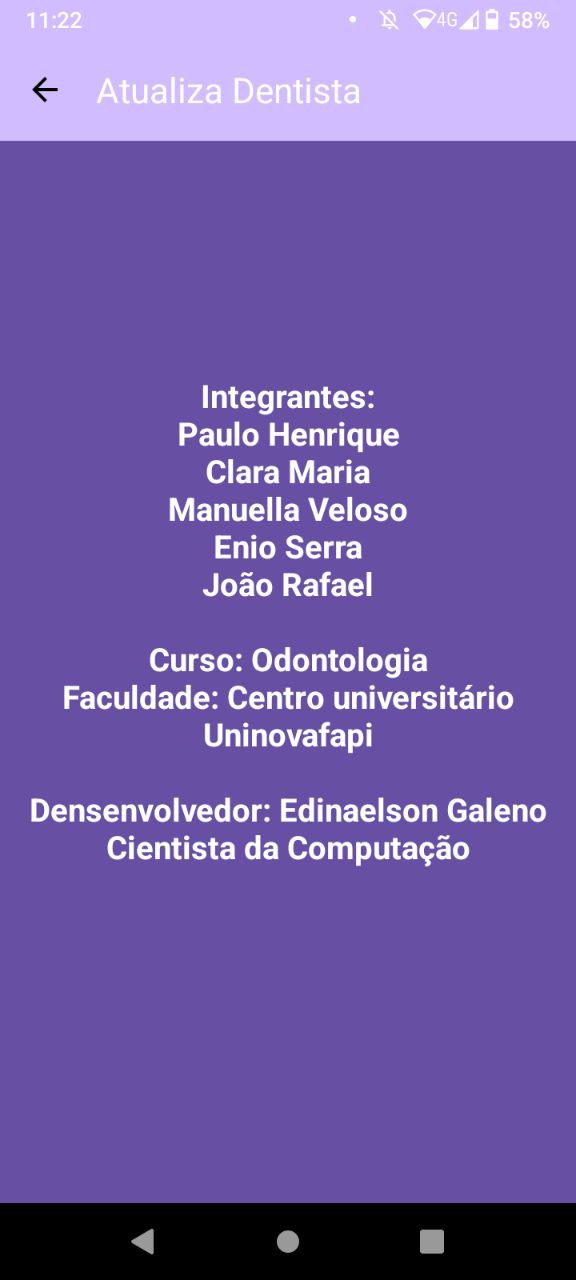 11:22
4G
58%
Atualiza Dentista
Integrantes:
Paulo Henrique
Clara Maria
Manuella Veloso
Enio Serra
João Rafael
Curso: Odontologia
Faculdade: Centro universitário
Uninovafapi
Densenvolvedor: Edinaelson Galeno
Cientista da Computação